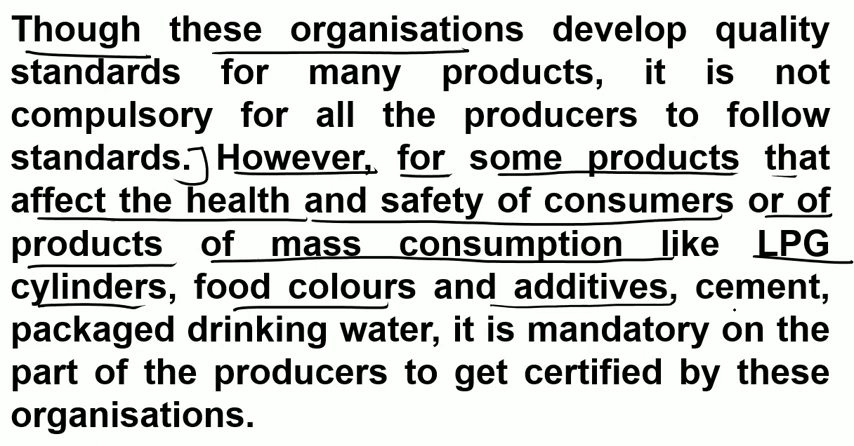 Though these organisations develop quality
standards for many products, it is not
compulsory for all the producers to follow
standards. However, for some products that
affect the health and safety of consumers or of
products of mass consumption like LPG
cylinders, food colours and additives, cement,
packaged drinking water, it is mandatory on the
part of the producers to get certified by these
organisations.